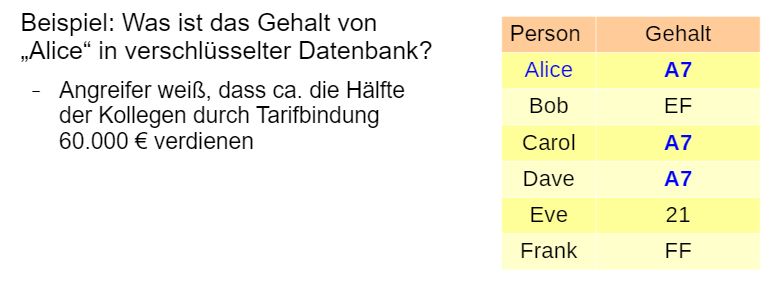 Beispiel: Was ist das Gehalt von
„Alice“ in verschlüsselter Datenbank?
– Angreifer weiß, dass ca. die Hälfte
der Kollegen durch Tarifbindung
60.000 € verdienen
Person Gehalt
Alice A7
Bob EF
Carol A7
Dave A7
Eve 21
Frank FF